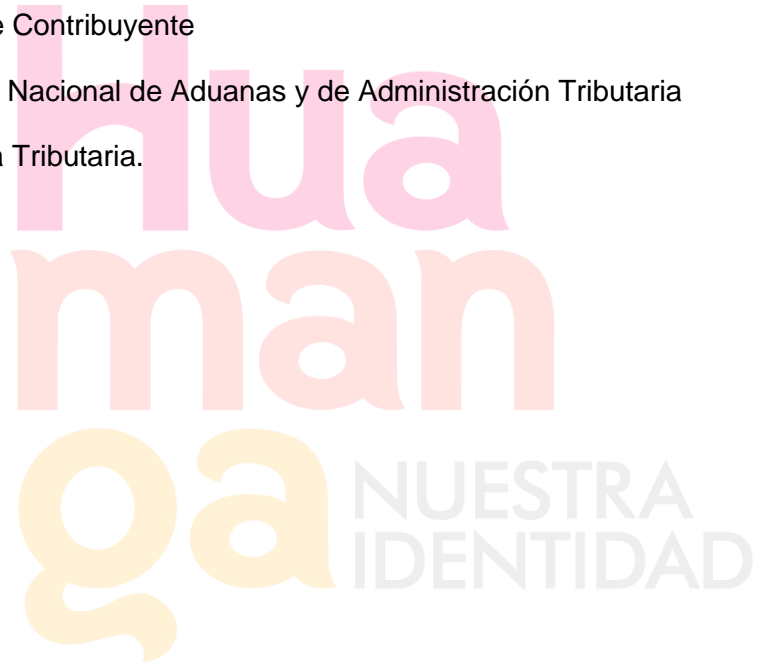 e Contribuyente
Nacional de Aduanas y de Administración Tributaria
a Tributaria.
Hua
man
ga NUESTRA
IDENTIDAD